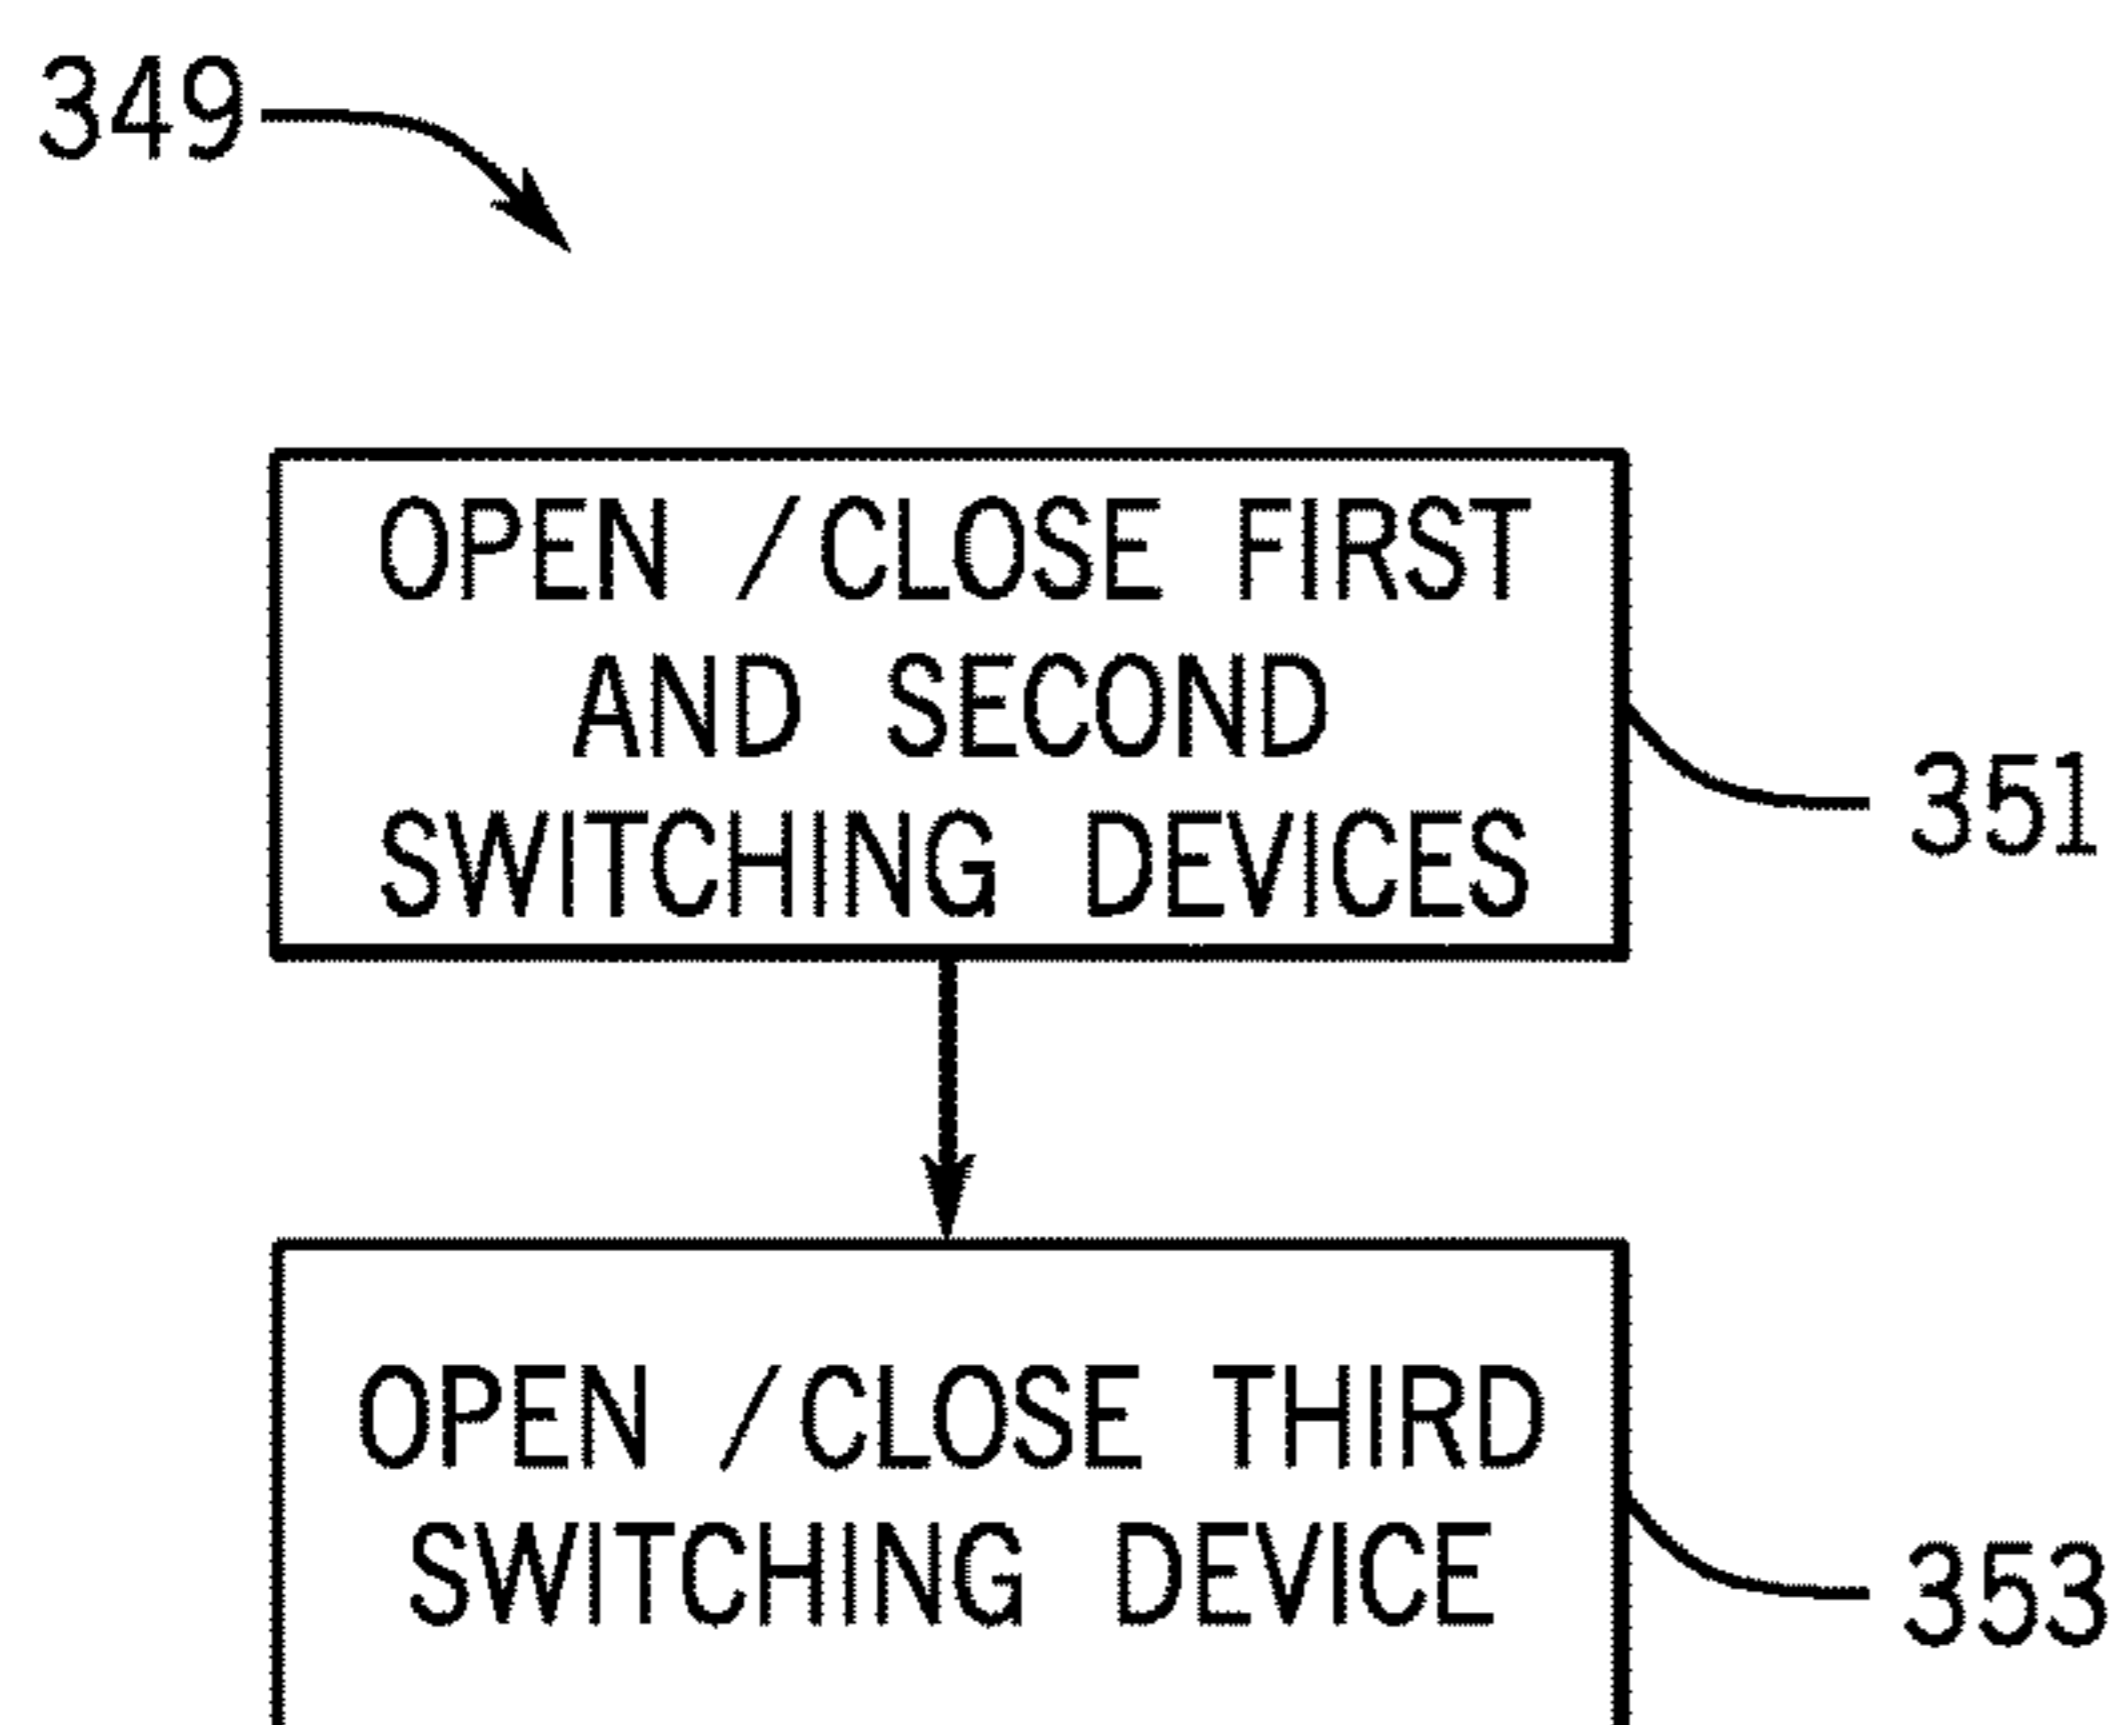 349
OPEN /CLOSE FIRST
AND SECOND
SWITCHING DEVICES
351
OPEN /CLOSE THIRD
SWITCHING DEVICE
353